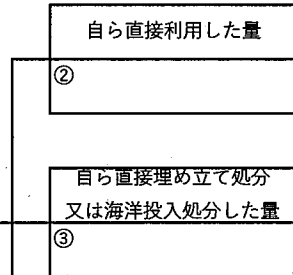 自ら直接利用した量
②
自ら直接埋め立て処分
又は海洋投入処分した量
③